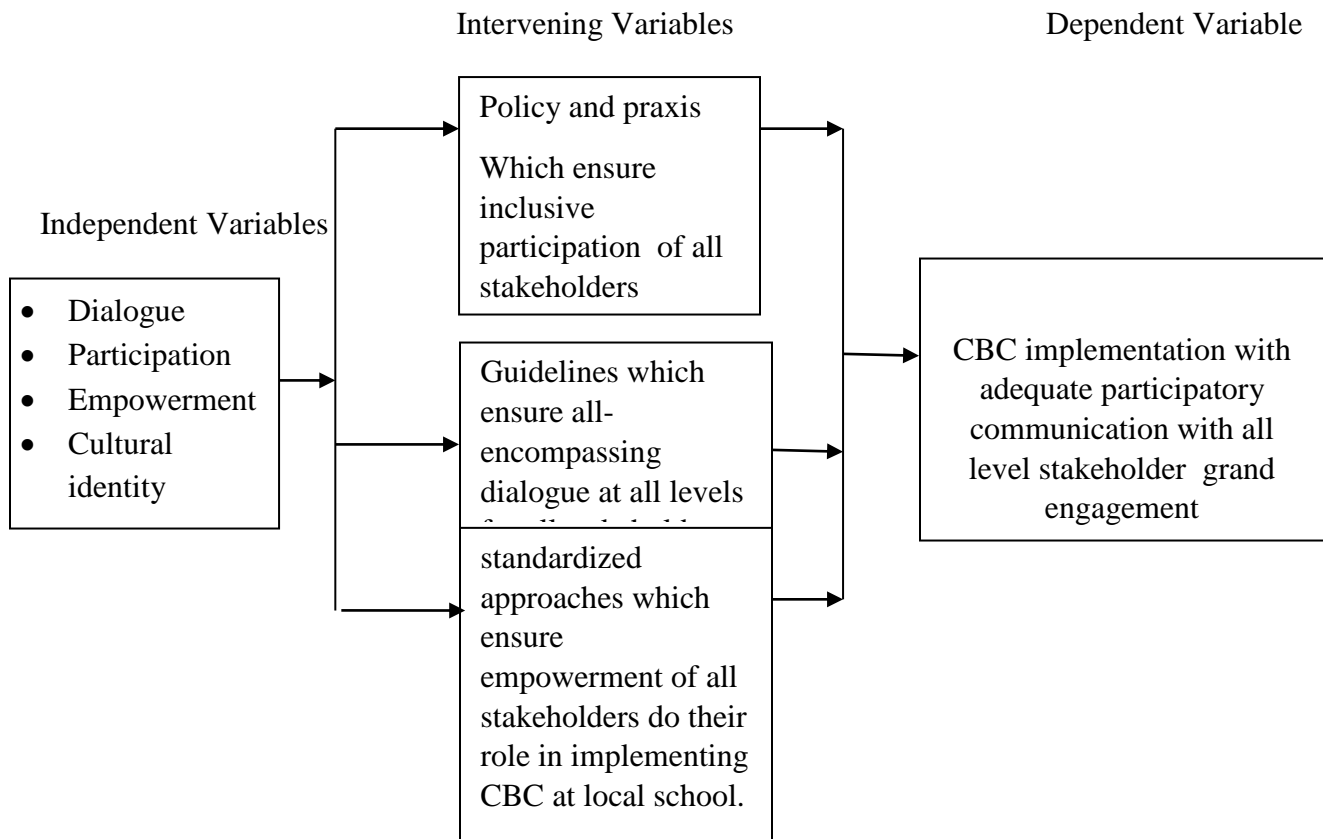 Intervening Variables
Dependent Variable
Independent Variables
• Dialogue
• Participation
• Empowerment
• Cultural
identity
Policy and praxis
Which ensure
inclusive
participation of all
stakeholders
Guidelines which
ensure all-
encompassing
dialogue at all levels
standardized
approaches which
ensure
empowerment of all
stakeholders do their
role in implementing
CBC at local school.
CBC implementation with
adequate participatory
communication with all
level stakeholder grand
engagement